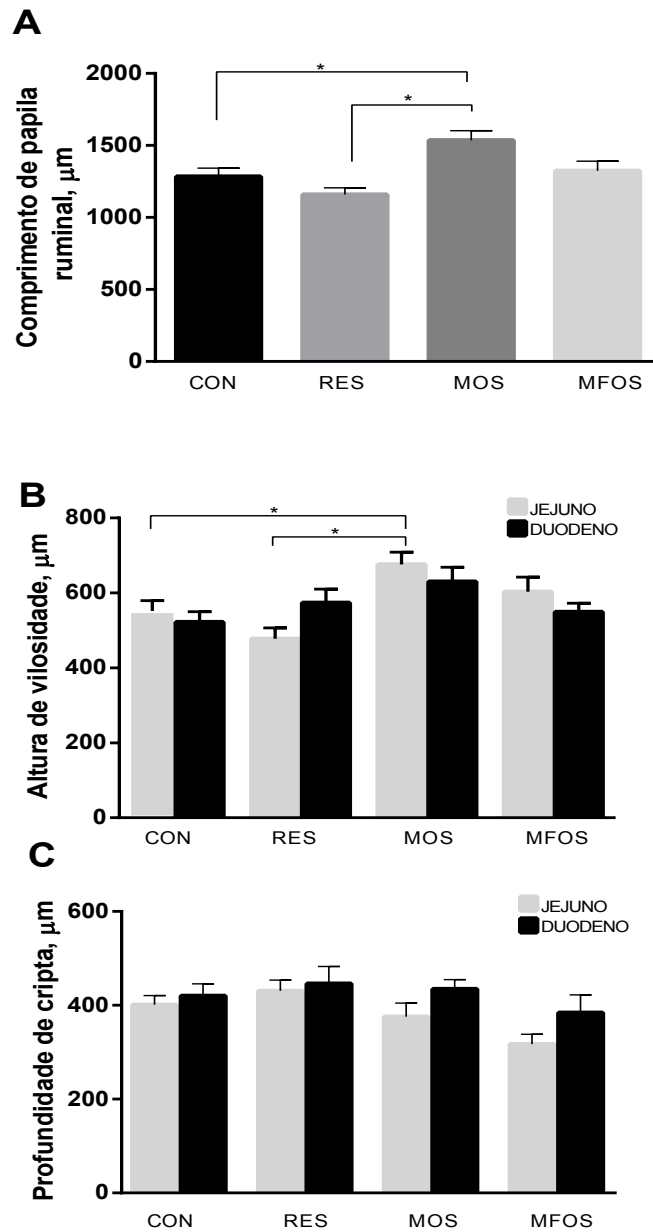 A
Comprimento de papila
ruminal, μm
2000
1500
1000
500
0
*
*
CON RES MOS MFOS
B
Altura de vilosidade, μm
800
600
400
200
0
*
*
JEJUNO
DUODENO
CON RES MOS MFOS
C
Profundidade de cripta, μm
600
400
200
0
JEJUNO
DUODENO
CON RES MOS MFOS